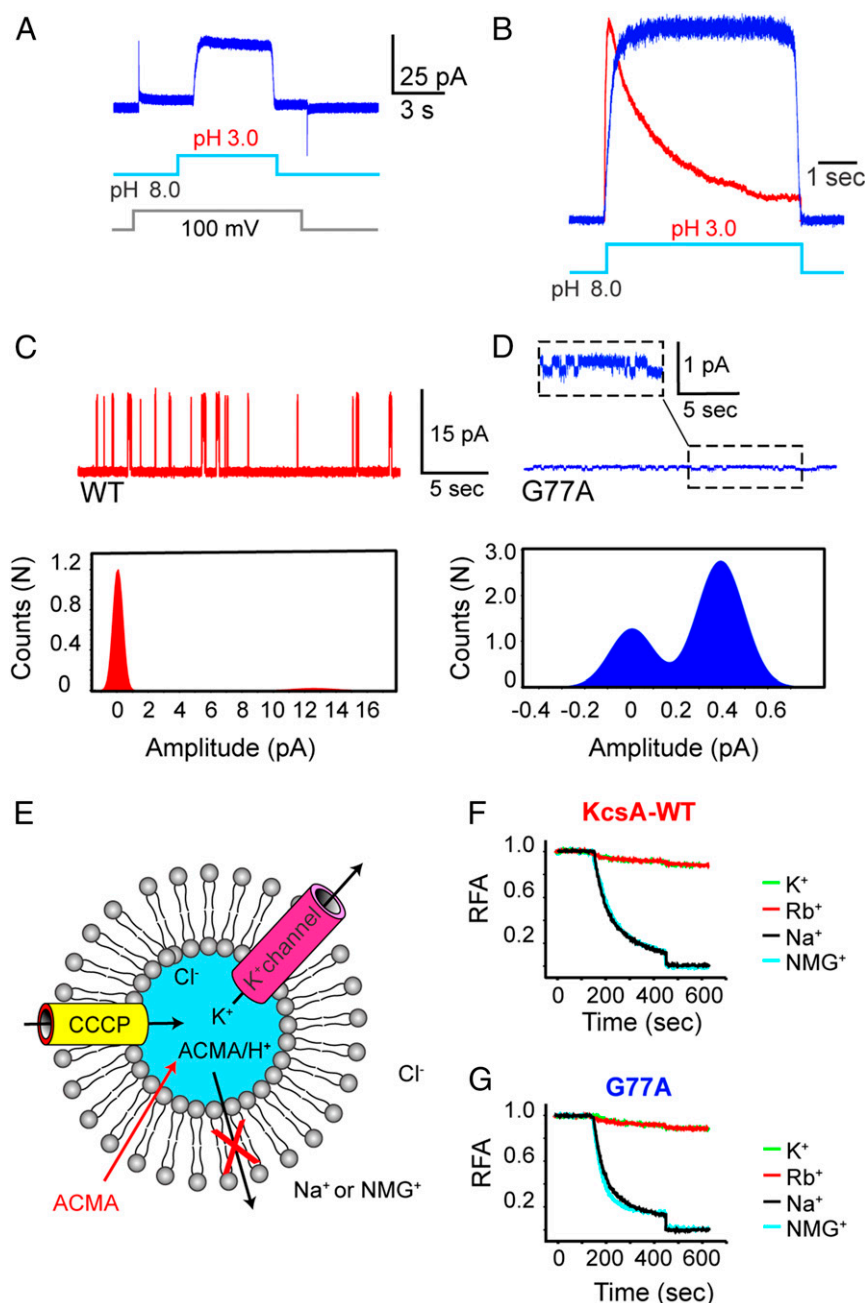 A
25 pA
3 s
pH 3.0
pH 8.0
100 mV
B
1 sec
pH 3.0
pH 8.0
C
15 pA
5 sec
WT
Counts (N)
1.2
0.8
0.4
0
0 2 4 6 8 10 12 14 16
Amplitude (pA)
D
1 pA
5 sec
G77A
Counts (N)
3.0
2.0
1.0
0
-0.4 -0.2 0 0.2 0.4 0.6
Amplitude (pA)
E
K⁺channel
Cl⁻
K⁺
CCCP
ACMA/H⁺
Cl⁻
ACMA
Na⁺ or NMG⁺
F
KcsA-WT
RFA
1.0
0.6
0.2
0 200 400 600
Time (sec)
K⁺
Rb⁺
Na⁺
NMG⁺
G
G77A
RFA
1.0
0.6
0.2
0 200 400 600
Time (sec)
K⁺
Rb⁺
Na⁺
NMG⁺